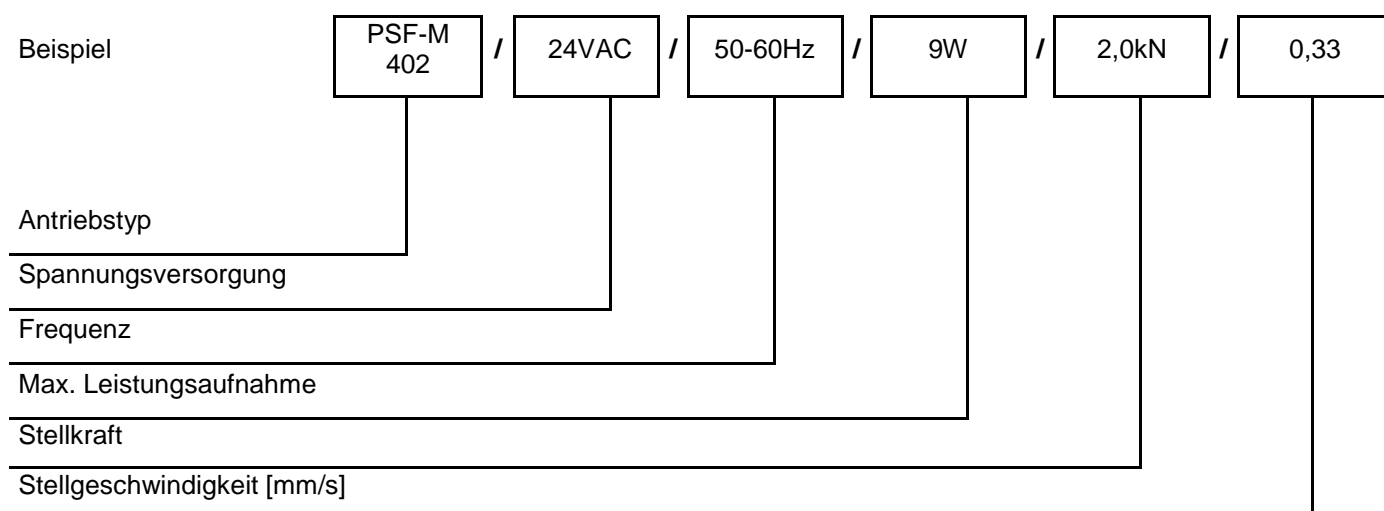 Beispiel PSF-M 402 / 24VAC / 50-60Hz / 9W / 2,0kN / 0,33
Antriebstyp
Spannungsversorgung
Frequenz
Max. Leistungsaufnahme
Stellkraft
Stellgeschwindigkeit [mm/s]